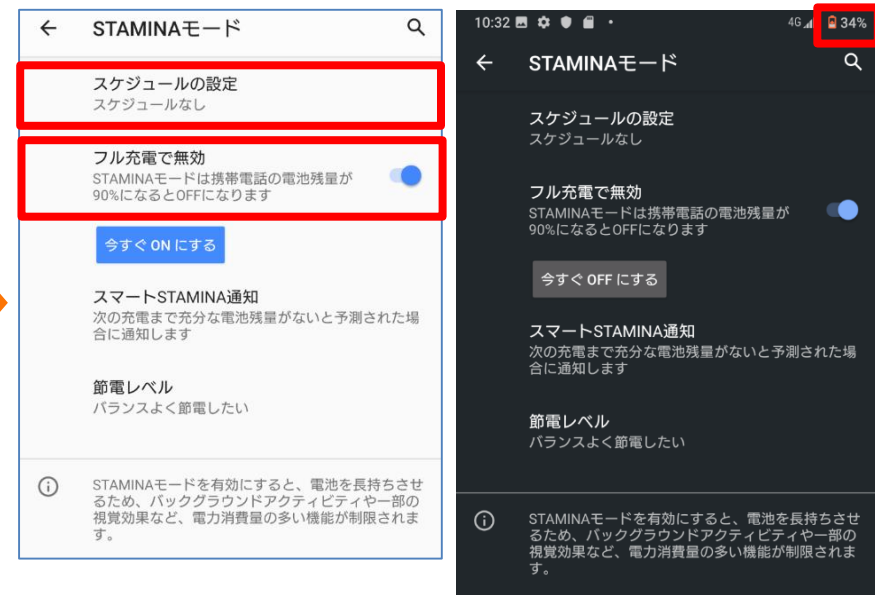 STAMINAモード
スケジュールの設定
スケジュールなし
フル充電で無効
STAMINAモードは携帯電話の電池残量が
90%になるとOFFになります
今すぐ ON にする
スマートSTAMINA通知
次の充電まで充分な電池残量がないと予測された場
合に通知します
節電レベル
バランスよく節電したい
STAMINAモードを有効にすると、電池を長持ちさせ
るため、バックグラウンドアクティビティや一部の
視覚効果など、電力消費量の多い機能が制限されま
す。
10:32
4G
34%
STAMINAモード
スケジュールの設定
スケジュールなし
フル充電で無効
STAMINAモードは携帯電話の電池残量が
90%になるとOFFになります
今すぐ OFF にする
スマートSTAMINA通知
次の充電まで充分な電池残量がないと予測された場
合に通知します
節電レベル
バランスよく節電したい
STAMINAモードを有効にすると、電池を長持ちさせ
るため、バックグラウンドアクティビティや一部の
視覚効果など、電力消費量の多い機能が制限されま
す。